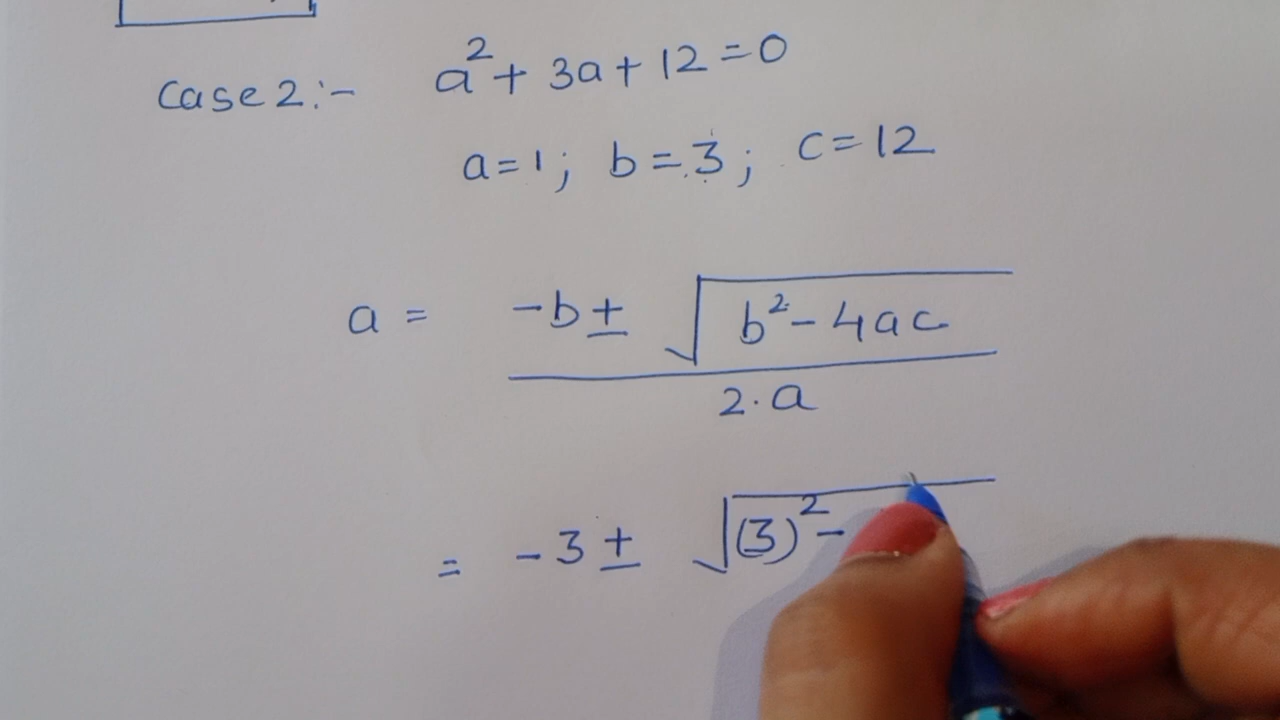 Case 2:- a² + 3a + 12 = 0
a = 1; b = 3; c = 12
a = -b ± √(b² - 4ac) / 2·a
= -3 ± √(3)² -